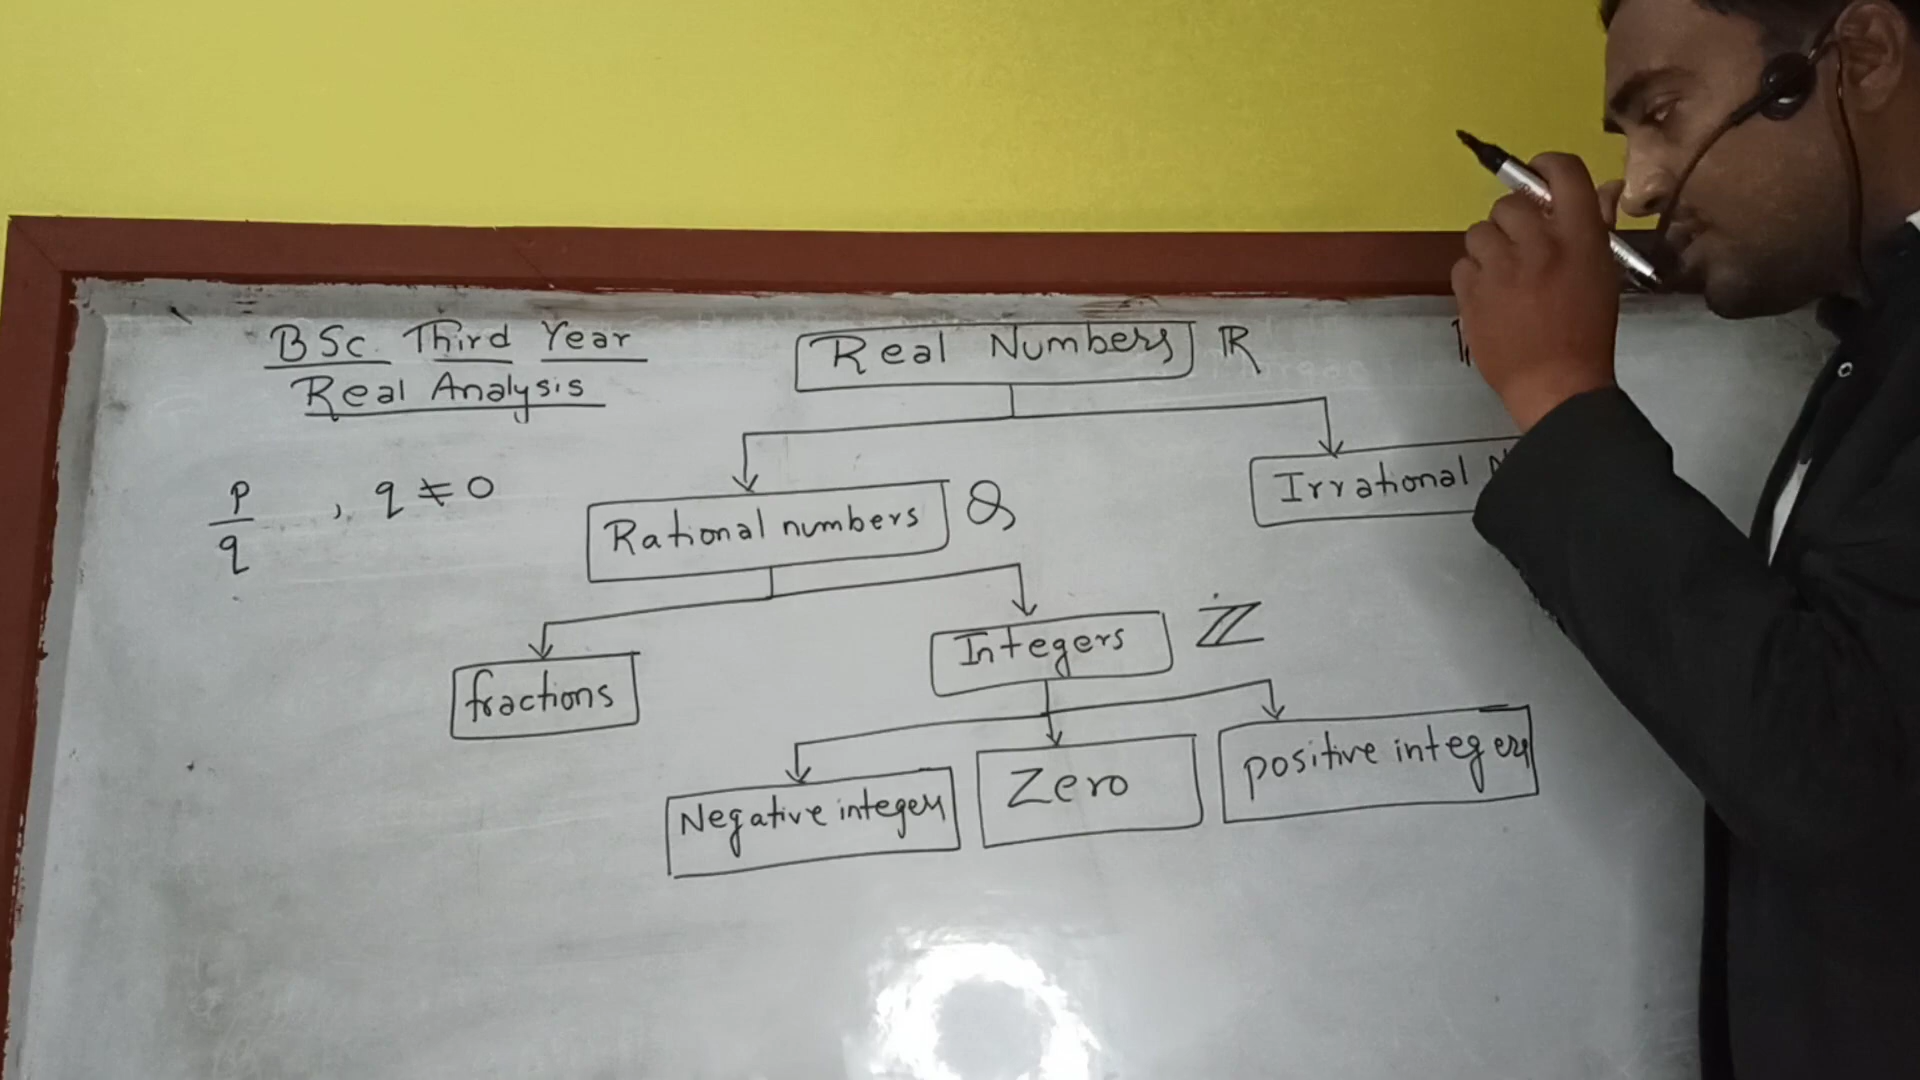 BSc. Third Year
Real Analysis
Real Numbers ℝ
p/q , q ≠ 0
Rational numbers Q
Irrational
fractions
Integers ℤ
Negative integers
Zero
positive integers